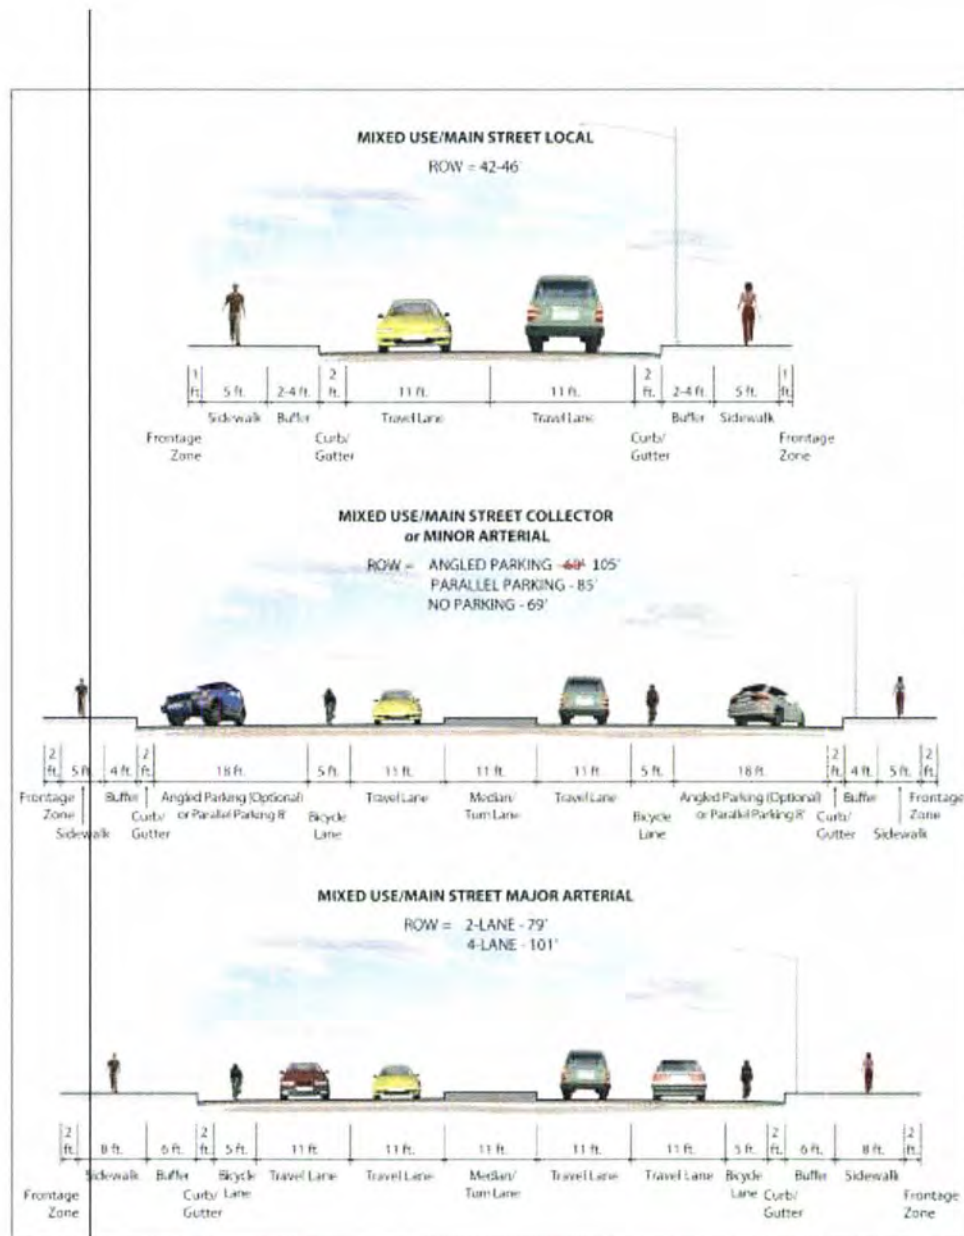 MIXED USE/MAIN STREET LOCAL
ROW = 42-46'
1 ft. 5 ft. 2-4 ft. 2 ft. 11 ft. 11 ft. 2 ft. 2-4 ft. 5 ft. 1 ft.
Sidewalk Buffer Travel Lane Travel Lane Buffer Sidewalk
Frontage Zone Curb/ Gutter Curb/ Gutter Frontage Zone
MIXED USE/MAIN STREET COLLECTOR
or MINOR ARTERIAL
ROW = ANGLED PARKING - 69' 105'
PARALLEL PARKING - 85'
NO PARKING - 69'
2 ft. 5 ft. 4 ft. 2 ft. 18 ft. 5 ft. 11 ft. 11 ft. 11 ft. 5 ft. 18 ft. 2 ft. 4 ft. 5 ft. 2 ft.
Frontage Zone Buffer Angled Parking (Optional) or Parallel Parking 8' Travel Lane Median/ Turn Lane Travel Lane Angled Parking (Optional) or Parallel Parking 8' Buffer Frontage Zone
Sidewalk Curb/ Gutter Bicycle Lane Bicycle Lane Curb/ Gutter Sidewalk
MIXED USE/MAIN STREET MAJOR ARTERIAL
ROW = 2-LANE - 79'
4-LANE - 101'
2 ft. 8 ft. 6 ft. 2 ft. 5 ft. 11 ft. 11 ft. 11 ft. 11 ft. 11 ft. 5 ft. 2 ft. 6 ft. 8 ft. 2 ft.
Sidewalk Buffer Bicycle Lane Travel Lane Travel Lane Median/ Turn Lane Travel Lane Travel Lane Bicycle Lane Buffer Sidewalk
Frontage Zone Curb/ Gutter Curb/ Gutter Frontage Zone